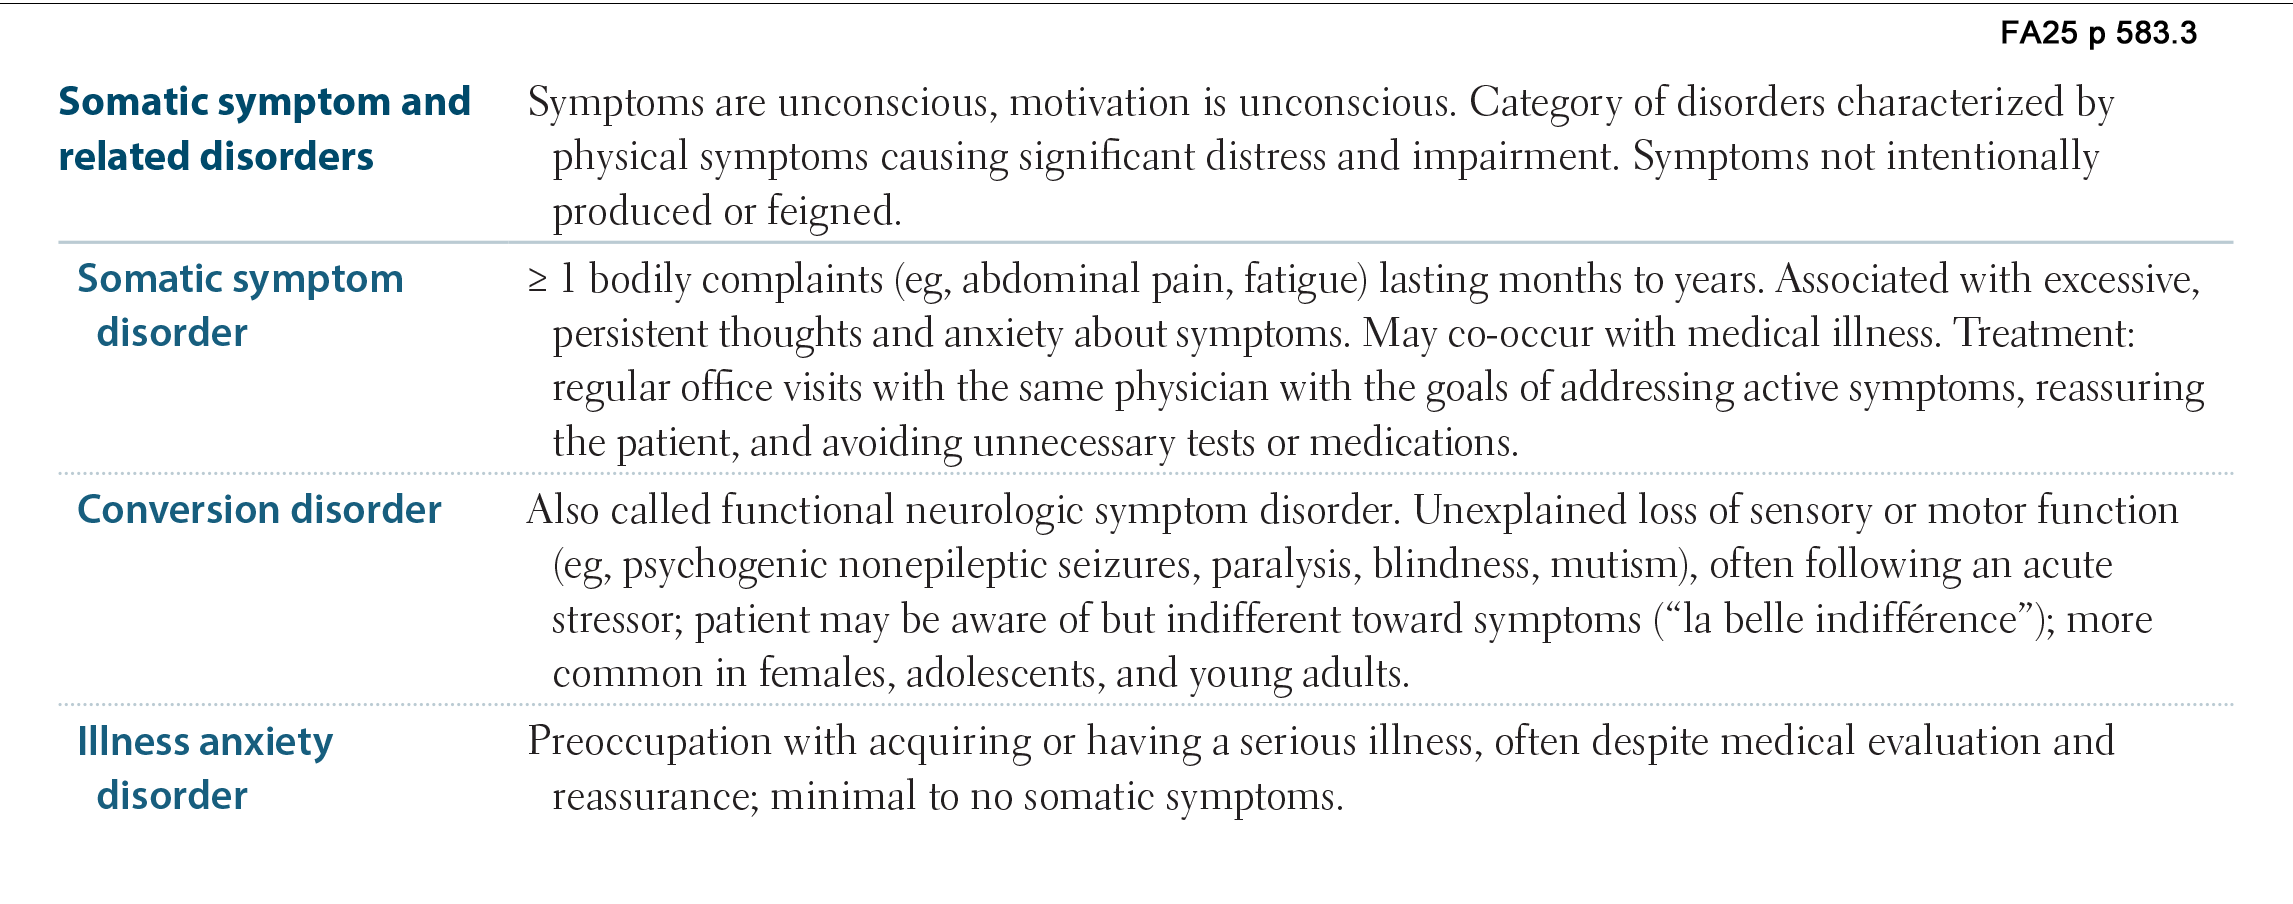 FA25 p 583.3
Somatic symptom and
related disorders
Symptoms are unconscious, motivation is unconscious. Category of disorders characterized by
physical symptoms causing significant distress and impairment. Symptoms not intentionally
produced or feigned.
Somatic symptom
disorder
≥ 1 bodily complaints (eg, abdominal pain, fatigue) lasting months to years. Associated with excessive,
persistent thoughts and anxiety about symptoms. May co-occur with medical illness. Treatment:
regular office visits with the same physician with the goals of addressing active symptoms, reassuring
the patient, and avoiding unnecessary tests or medications.
Conversion disorder
Also called functional neurologic symptom disorder. Unexplained loss of sensory or motor function
(eg, psychogenic nonepileptic seizures, paralysis, blindness, mutism), often following an acute
stressor; patient may be aware of but indifferent toward symptoms (“la belle indifférence”); more
common in females, adolescents, and young adults.
Illness anxiety
disorder
Preoccupation with acquiring or having a serious illness, often despite medical evaluation and
reassurance; minimal to no somatic symptoms.